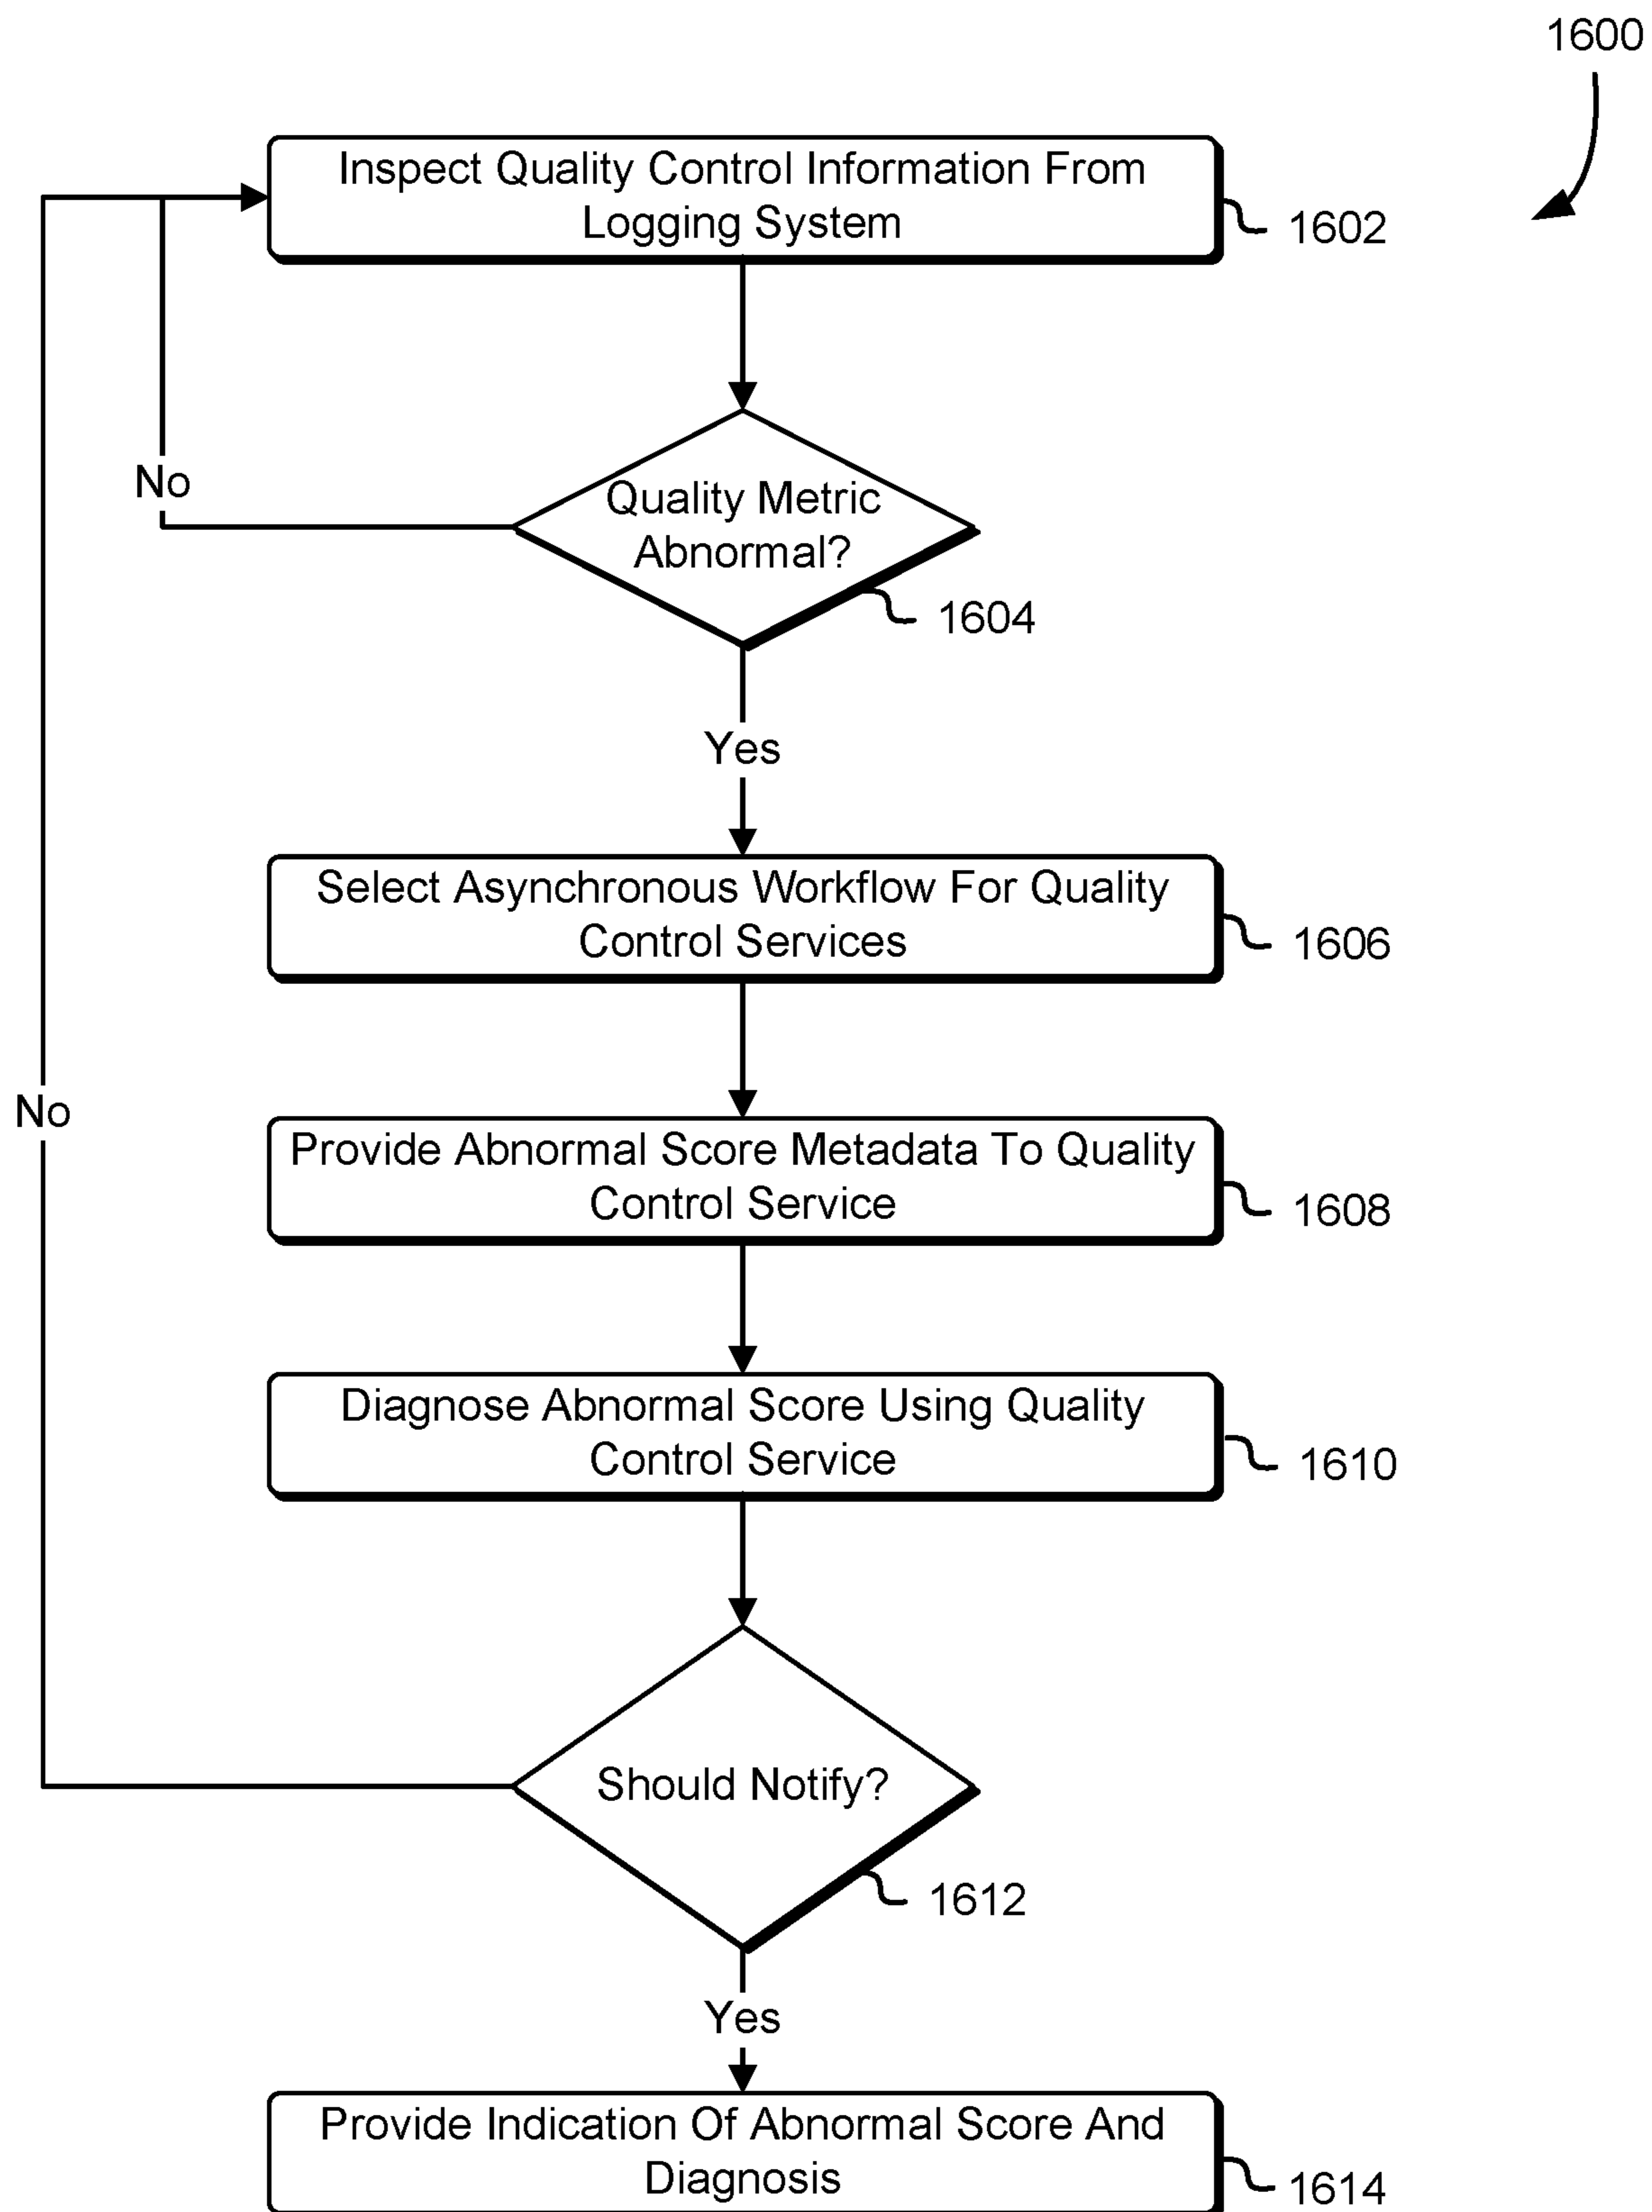 1600
Inspect Quality Control Information From
Logging System
1602
No
Quality Metric
Abnormal?
1604
Yes
Select Asynchronous Workflow For Quality
Control Services
1606
No
Provide Abnormal Score Metadata To Quality
Control Service
1608
Diagnose Abnormal Score Using Quality
Control Service
1610
Should Notify?
1612
Yes
Provide Indication Of Abnormal Score And
Diagnosis
1614